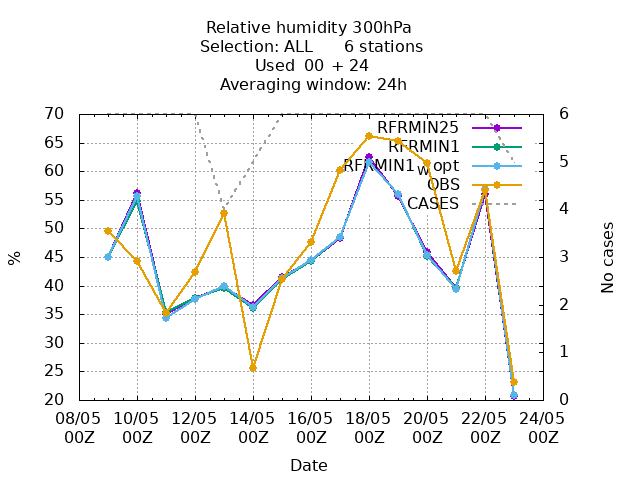 Relative humidity 300hPa
Selection: ALL 6 stations
Used 00 + 24
Averaging window: 24h
70 6
RFRMIN25
65
RFRMIN1
60 5
RFRMIN1wopt
55
OBS
50 4
CASES
45 3
40
35 2
30
25 1
20 0
% No cases
08/05 10/05 12/05 14/05 16/05 18/05 20/05 22/05 24/05
00Z 00Z 00Z 00Z 00Z 00Z 00Z 00Z 00Z
Date